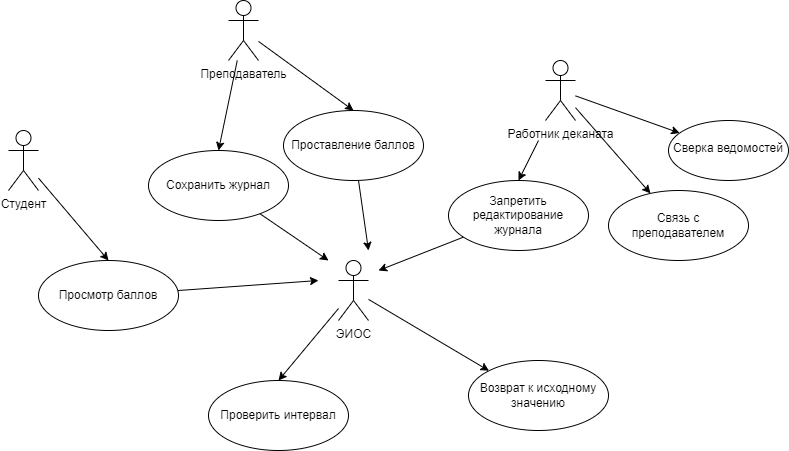 Преподаватель
Работник деканата
Проставление баллов
Сверка ведомостей
Сохранить журнал
Студент
Запретить
редактирование
журнала
Связь с
преподавателем
Просмотр баллов
ЭИОС
Проверить интервал
Возврат к исходному
значению